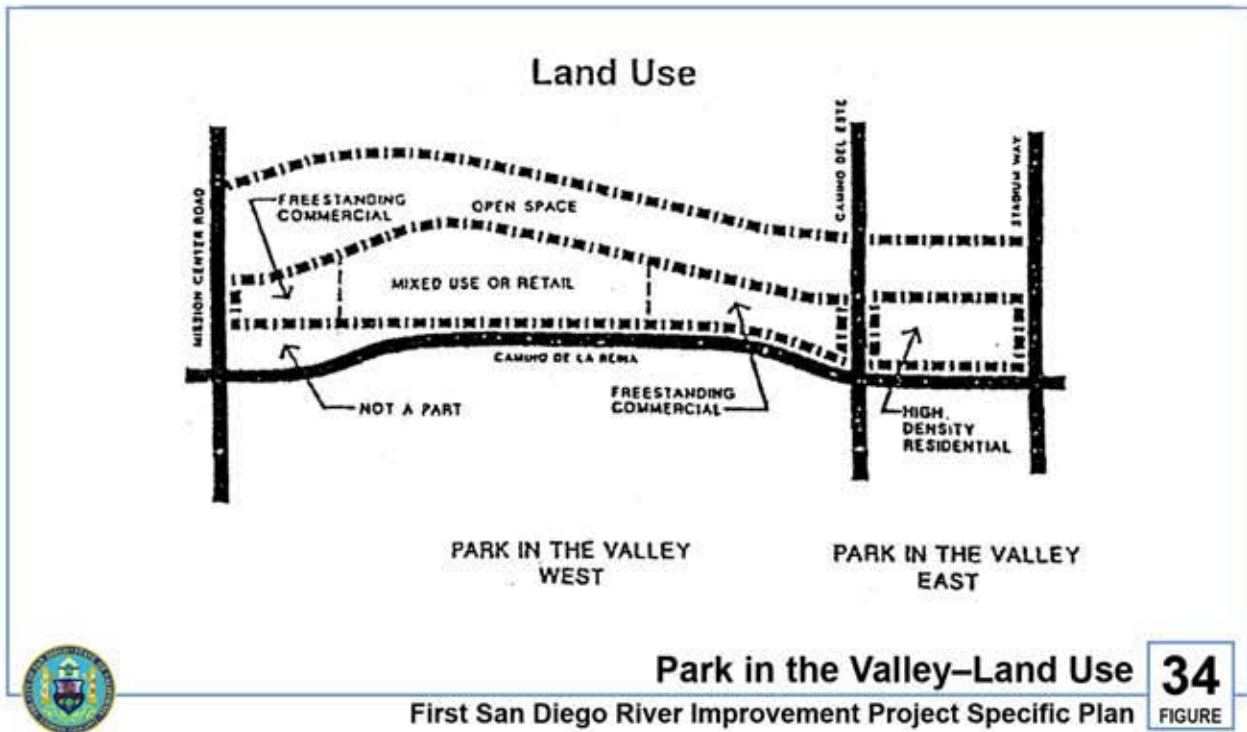 Land Use
MISSION CENTER ROAD
CAMINO DEL ESTE
STADIUM WAY
FREESTANDING
COMMERCIAL
OPEN SPACE
MIXED USE OR RETAIL
CAMINO DE LA REINA
NOT A PART
FREESTANDING
COMMERCIAL
HIGH
DENSITY
RESIDENTIAL
PARK IN THE VALLEY
WEST
PARK IN THE VALLEY
EAST
Park in the Valley–Land Use
First San Diego River Improvement Project Specific Plan
34
FIGURE